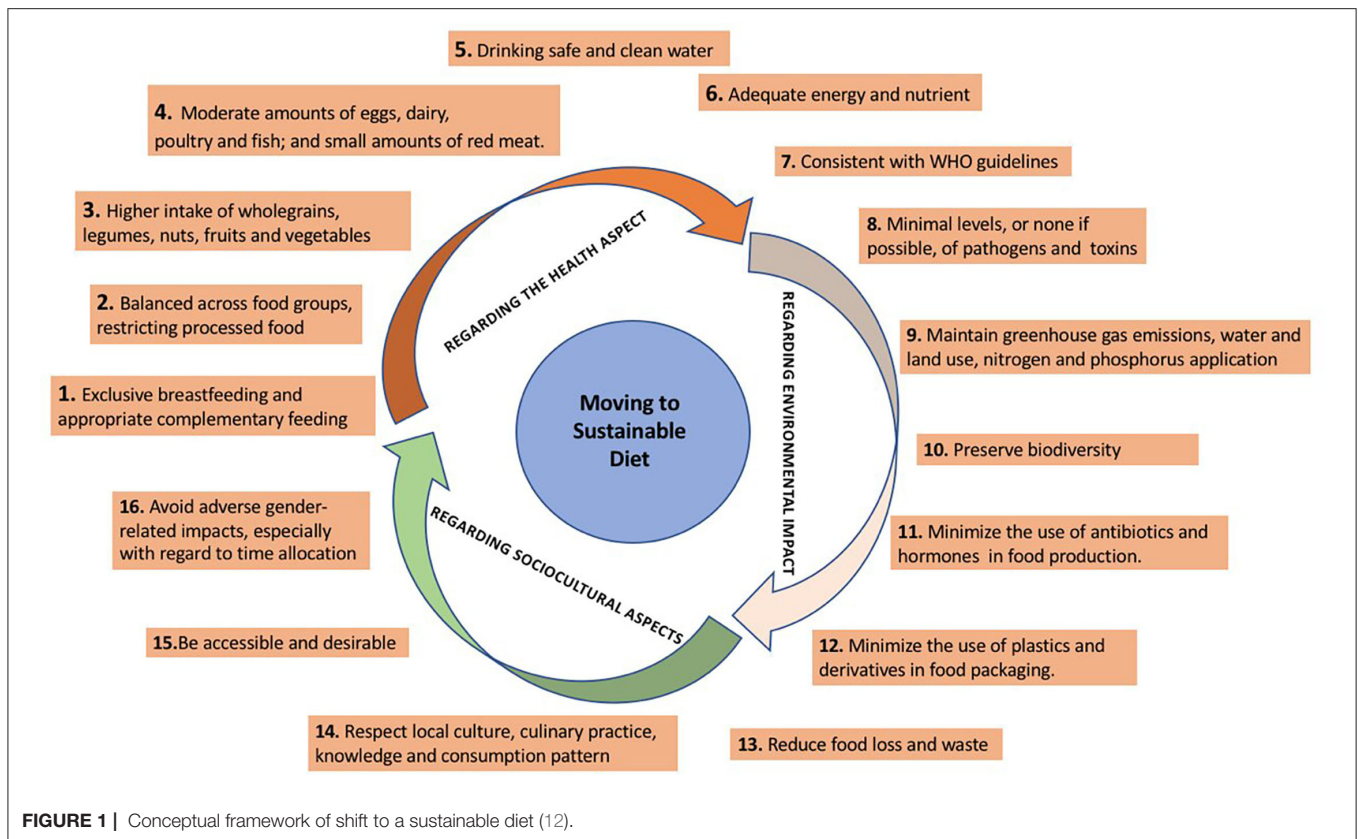 5. Drinking safe and clean water
6. Adequate energy and nutrient
4. Moderate amounts of eggs, dairy,
poultry and fish; and small amounts of red meat.
7. Consistent with WHO guidelines
3. Higher intake of wholegrains,
legumes, nuts, fruits and vegetables
8. Minimal levels, or none if
possible, of pathogens and toxins
2. Balanced across food groups,
restricting processed food
9. Maintain greenhouse gas emissions, water and
land use, nitrogen and phosphorus application
1. Exclusive breastfeeding and
appropriate complementary feeding
10. Preserve biodiversity
16. Avoid adverse gender-
related impacts, especially
with regard to time allocation
11. Minimize the use of antibiotics and
hormones in food production.
15.Be accessible and desirable
12. Minimize the use of plastics and
derivatives in food packaging.
14. Respect local culture, culinary practice,
knowledge and consumption pattern
13. Reduce food loss and waste
REGARDING THE HEALTH ASPECT
REGARDING ENVIRONMENTAL IMPACT
REGARDING SOCIOCULTURAL ASPECTS
Moving to
Sustainable
Diet
FIGURE 1 | Conceptual framework of shift to a sustainable diet (12).